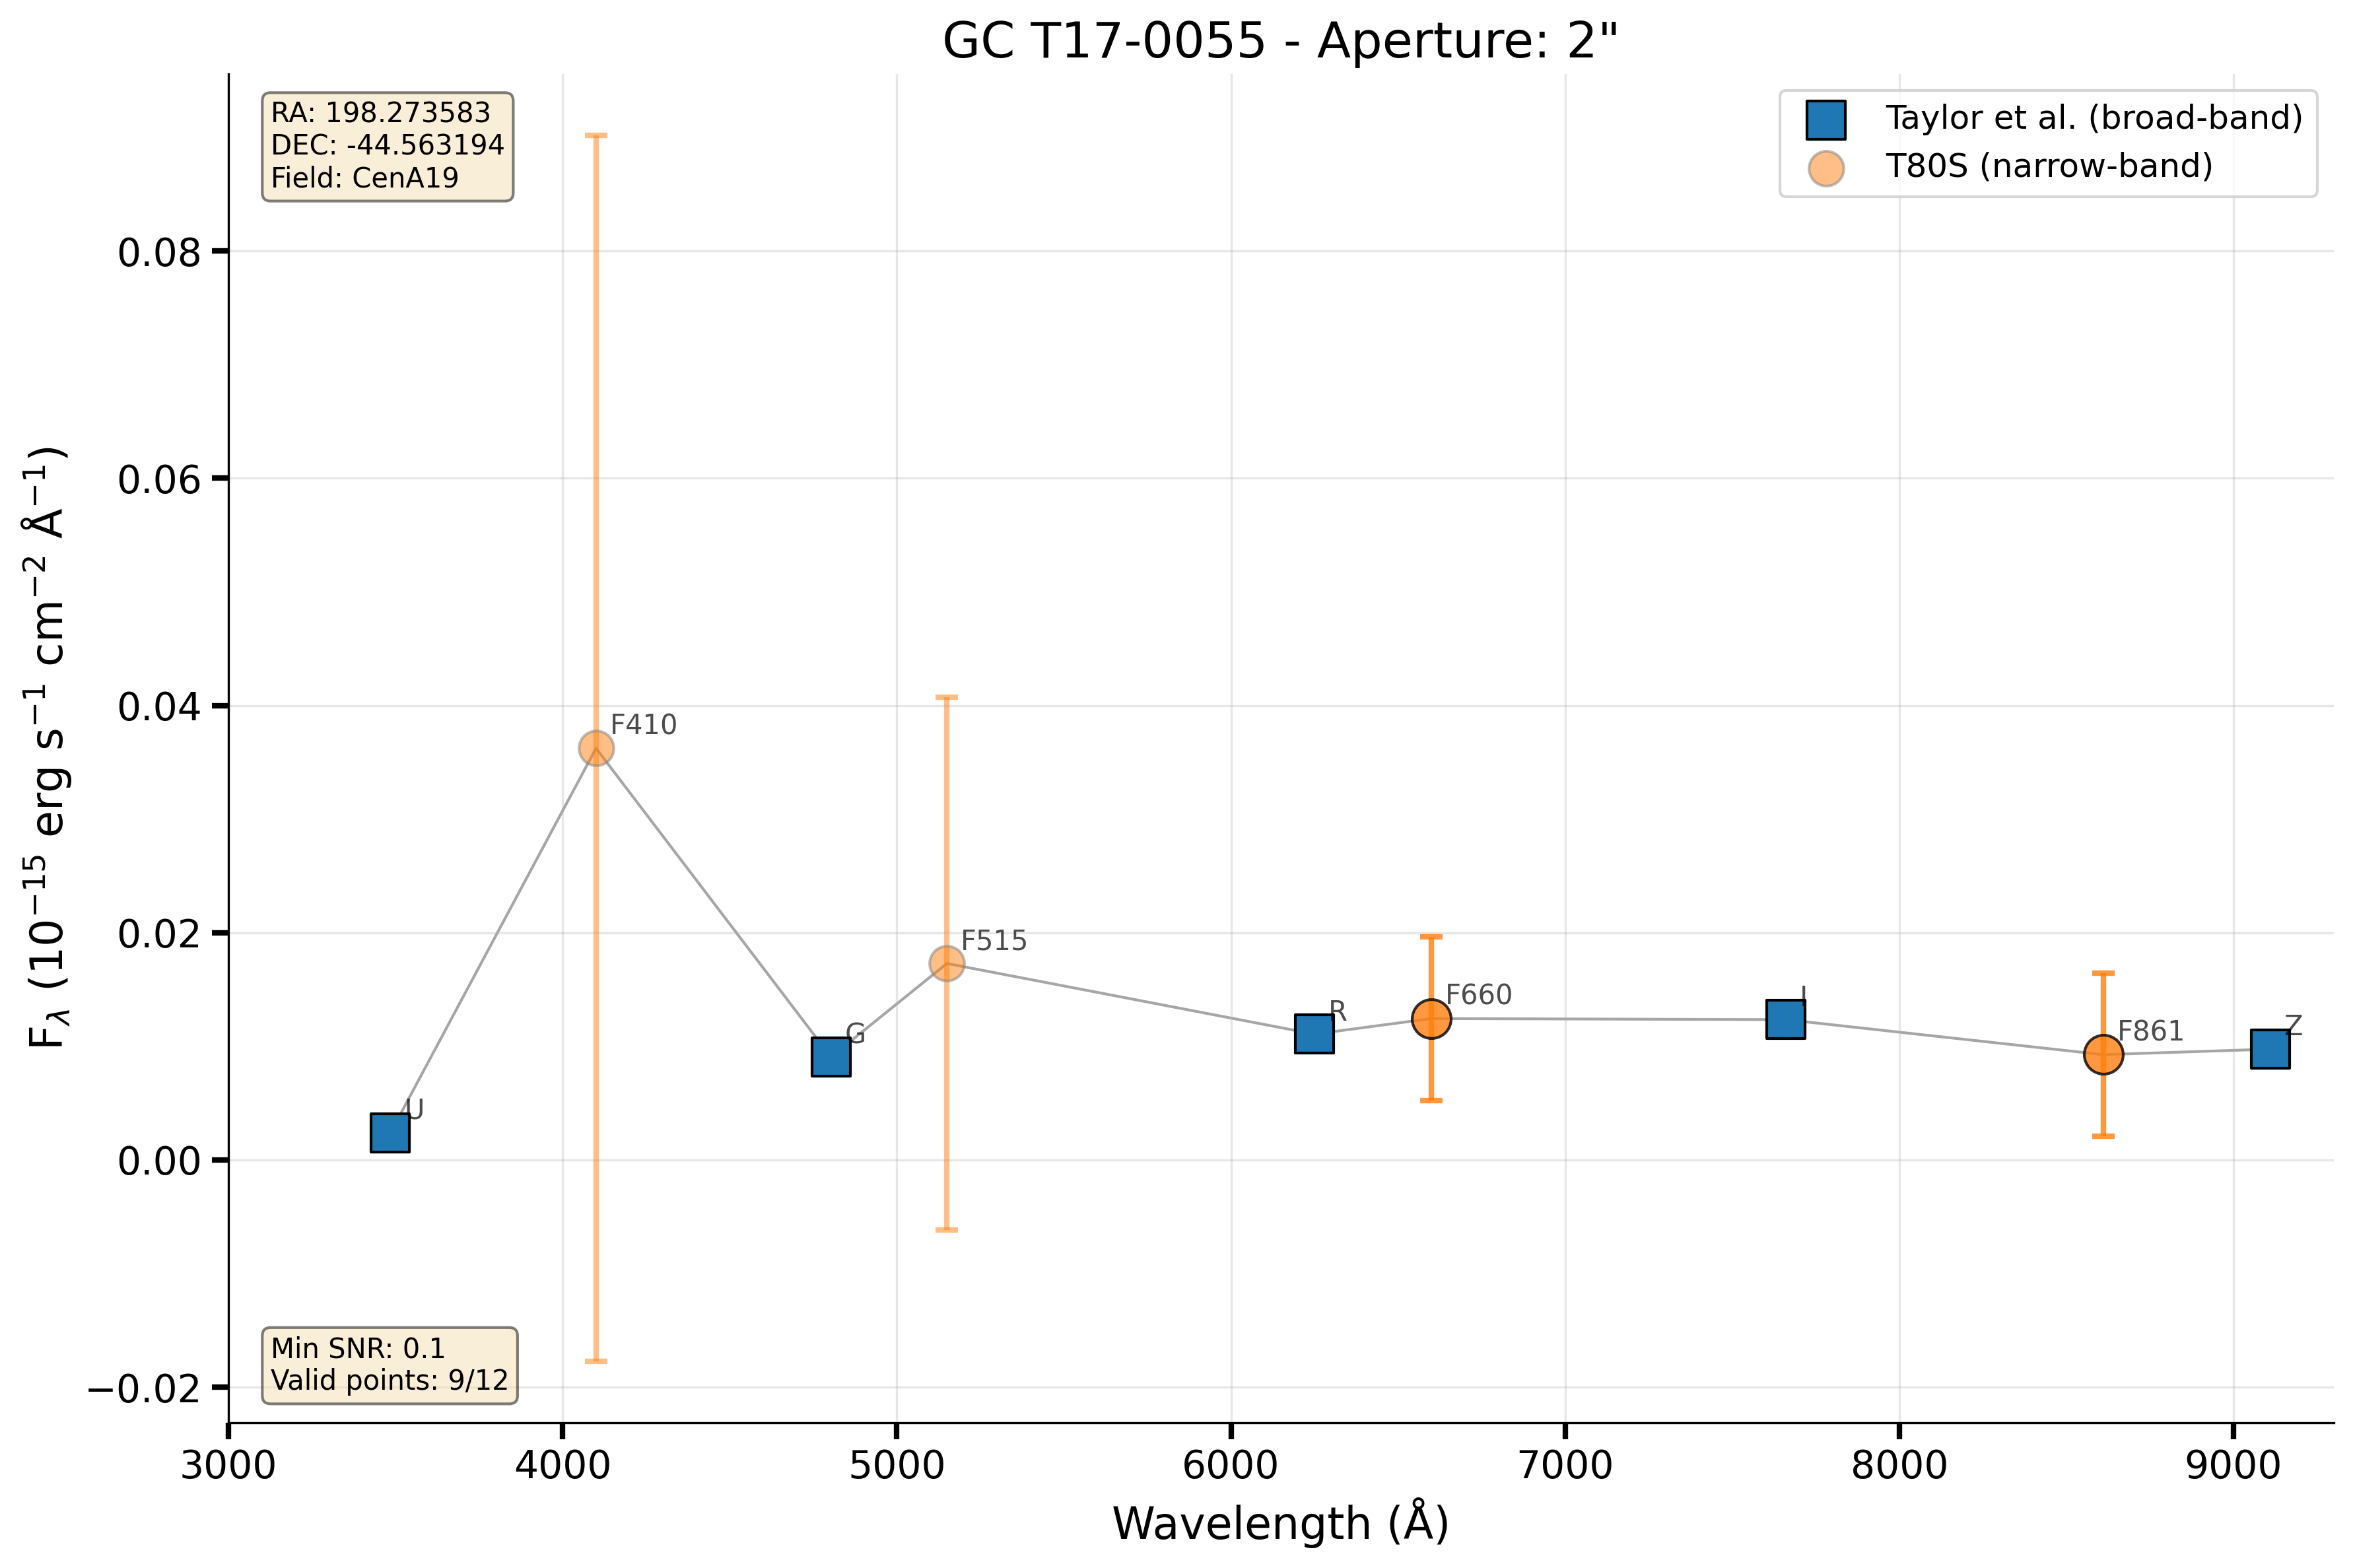 GC T17-0055 - Aperture: 2"
RA: 198.273583
DEC: -44.563194
Field: CenA19
Taylor et al. (broad-band)
T80S (narrow-band)
0.08
0.06
0.04
0.02
0.00
−0.02
F$_λ$ (10$^{−15}$ erg s$^{−1}$ cm$^{−2}$ Å$^{−1}$)
U
F410
G
F515
R
F660
I
F861
Z
Min SNR: 0.1
Valid points: 9/12
3000 4000 5000 6000 7000 8000 9000
Wavelength (Å)